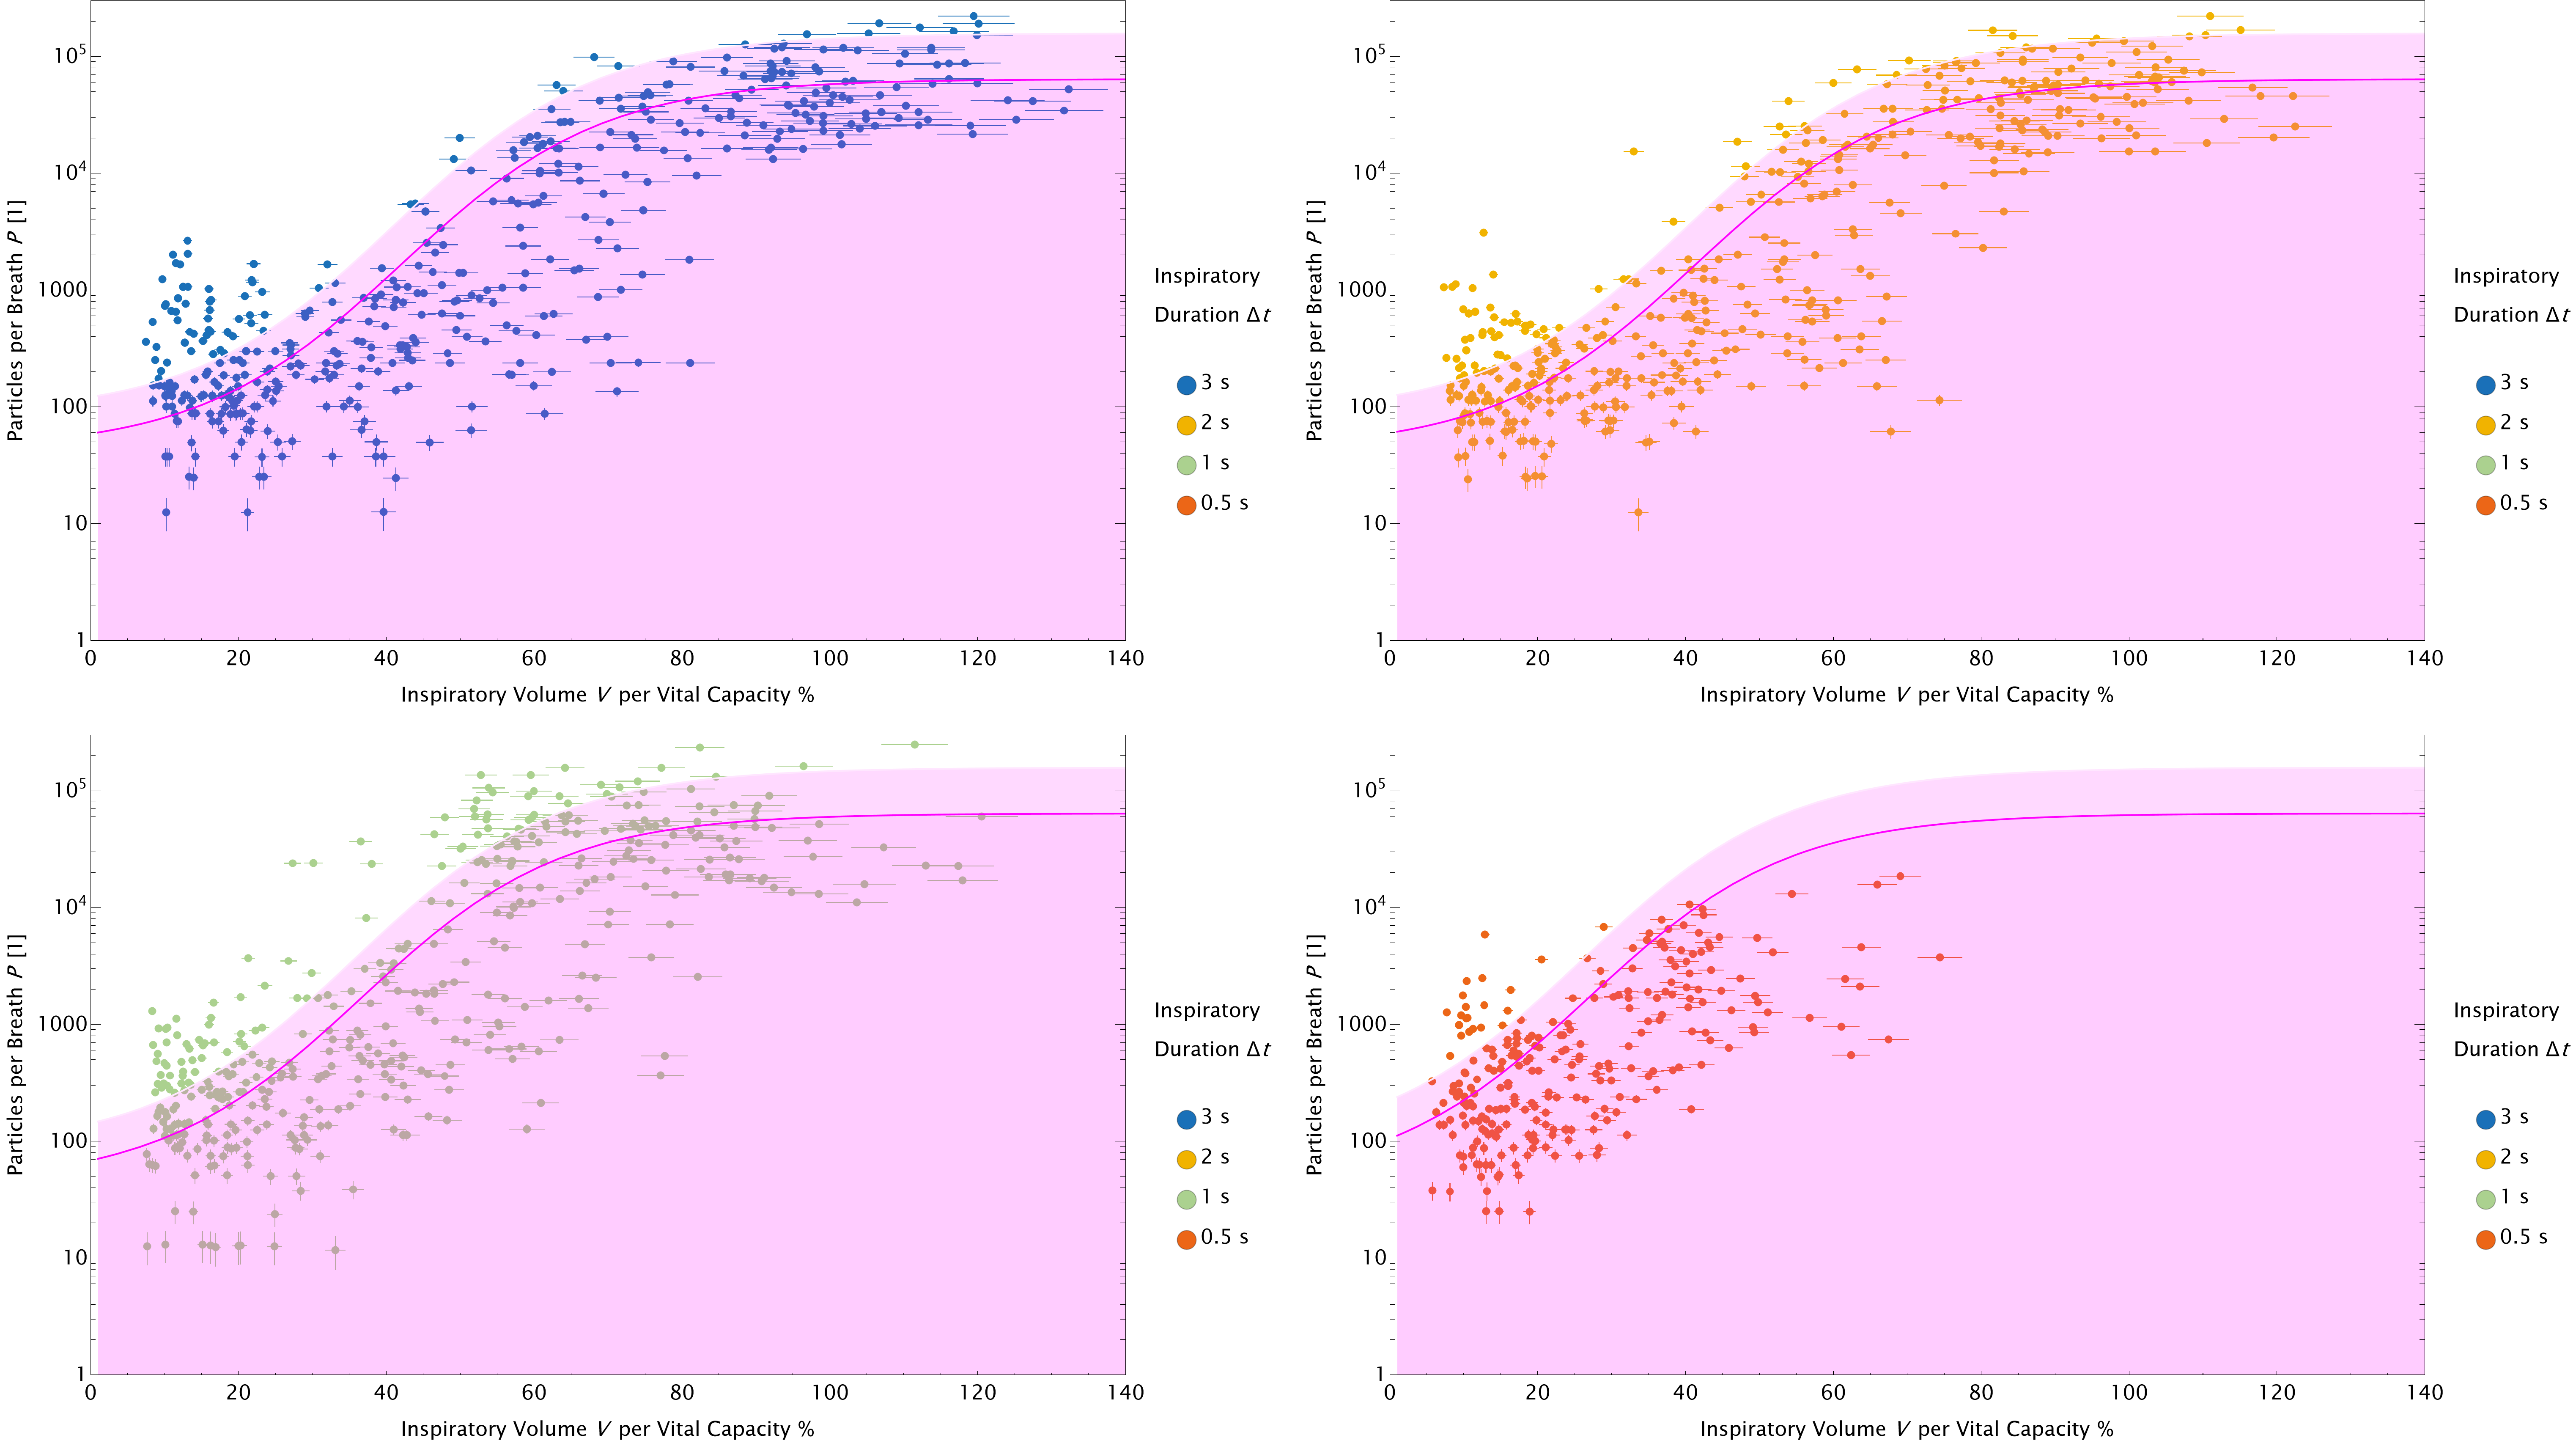 10^5
10^4
1000
100
10
1
Particles per Breath P [1]
0 20 40 60 80 100 120 140
Inspiratory Volume V per Vital Capacity %
Inspiratory
Duration Δt
3 s
2 s
1 s
0.5 s
10^5
10^4
1000
100
10
1
Particles per Breath P [1]
0 20 40 60 80 100 120 140
Inspiratory Volume V per Vital Capacity %
Inspiratory
Duration Δt
3 s
2 s
1 s
0.5 s
10^5
10^4
1000
100
10
1
Particles per Breath P [1]
0 20 40 60 80 100 120 140
Inspiratory Volume V per Vital Capacity %
Inspiratory
Duration Δt
3 s
2 s
1 s
0.5 s
10^5
10^4
1000
100
10
1
Particles per Breath P [1]
0 20 40 60 80 100 120 140
Inspiratory Volume V per Vital Capacity %
Inspiratory
Duration Δt
3 s
2 s
1 s
0.5 s